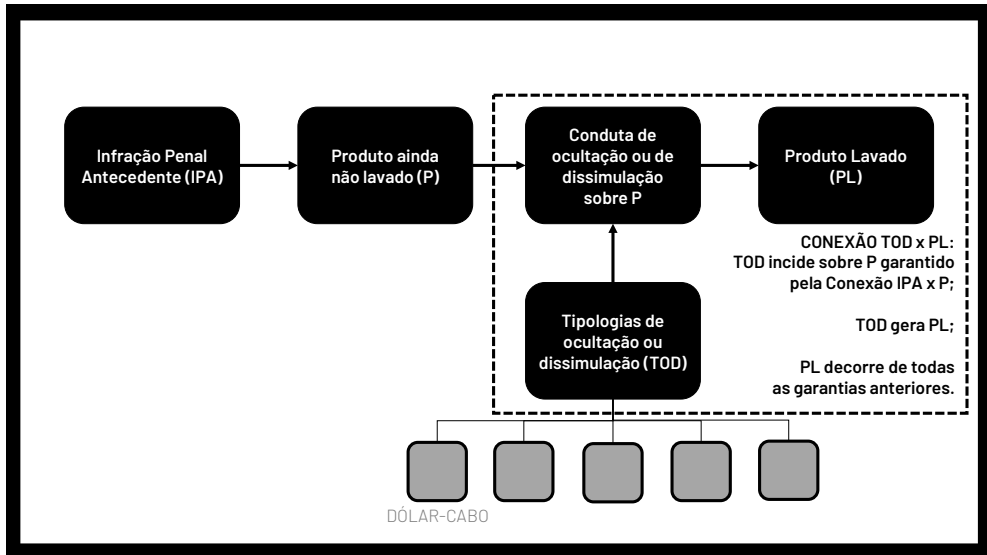 Infração Penal
Antecedente (IPA)
Produto ainda
não lavado (P)
Conduta de
ocultação ou de
dissimulação
sobre P
Produto Lavado
(PL)
CONEXÃO TOD x PL:
TOD incide sobre P garantido
pela Conexão IPA x P;
TOD gera PL;
PL decorre de todas
as garantias anteriores.
Tipologias de
ocultação ou
dissimulação (TOD)
DÓLAR-CABO